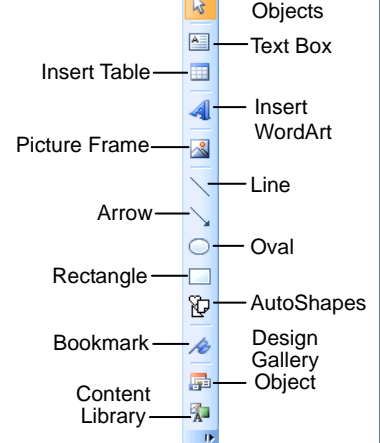 Objects
Text Box
Insert Table
Insert
WordArt
Picture Frame
Line
Arrow
Oval
Rectangle
AutoShapes
Bookmark
Design
Gallery
Object
Content
Library